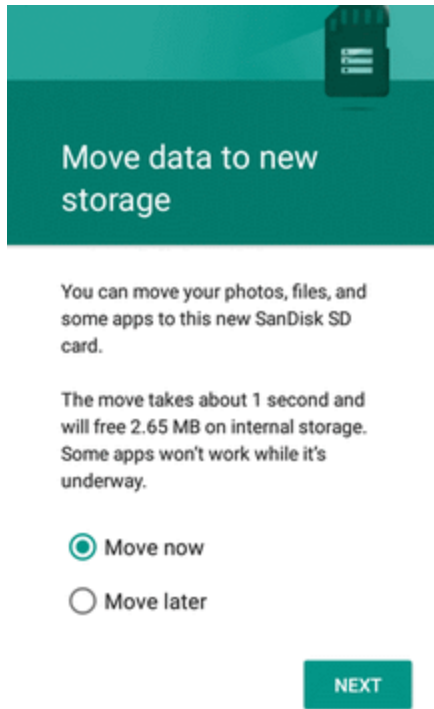 Move data to new
storage
You can move your photos, files, and
some apps to this new SanDisk SD
card.
The move takes about 1 second and
will free 2.65 MB on internal storage.
Some apps won't work while it's
underway.
Move now
Move later
NEXT